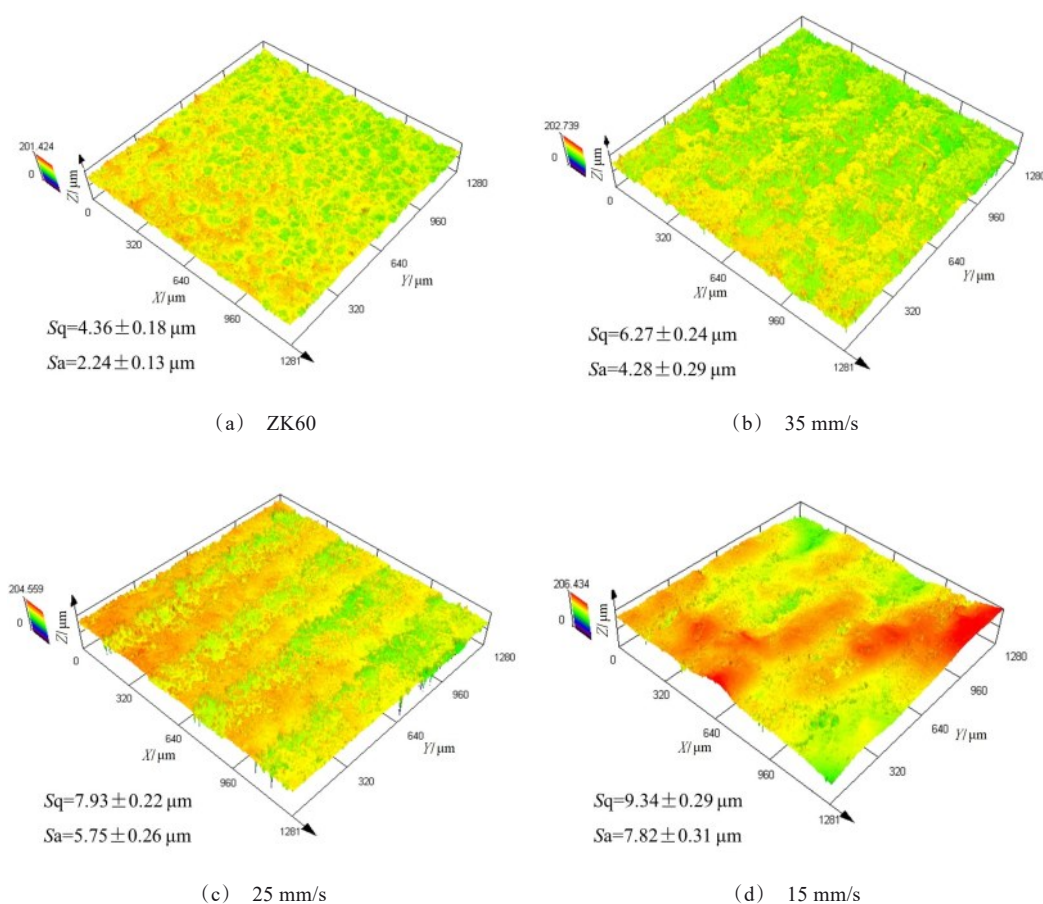 201.424
0
Z/μm
0
320
640
960
1281
X/μm
320
640
960
1280
Y/μm
Sq=4.36±0.18 μm
Sa=2.24±0.13 μm
（a） ZK60
202.739
0
Z/μm
0
320
640
960
1281
X/μm
320
640
960
1280
Y/μm
Sq=6.27±0.24 μm
Sa=4.28±0.29 μm
（b） 35 mm/s
204.559
0
Z/μm
0
320
640
960
1281
X/μm
320
640
960
1280
Y/μm
Sq=7.93±0.22 μm
Sa=5.75±0.26 μm
（c） 25 mm/s
206.434
0
Z/μm
0
320
640
960
1281
X/μm
320
640
960
1280
Y/μm
Sq=9.34±0.29 μm
Sa=7.82±0.31 μm
（d） 15 mm/s